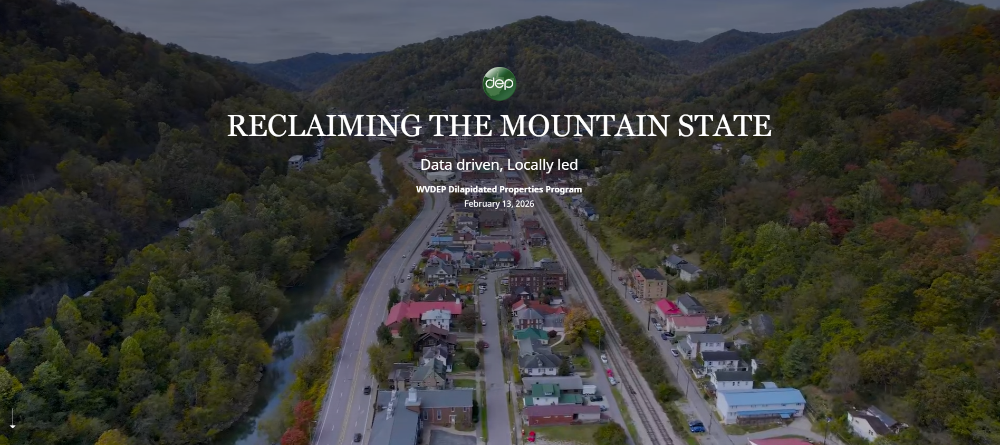 dep
RECLAIMING THE MOUNTAIN STATE
Data driven, Locally led
WVDEP Dilapidated Properties Program
February 13, 2026